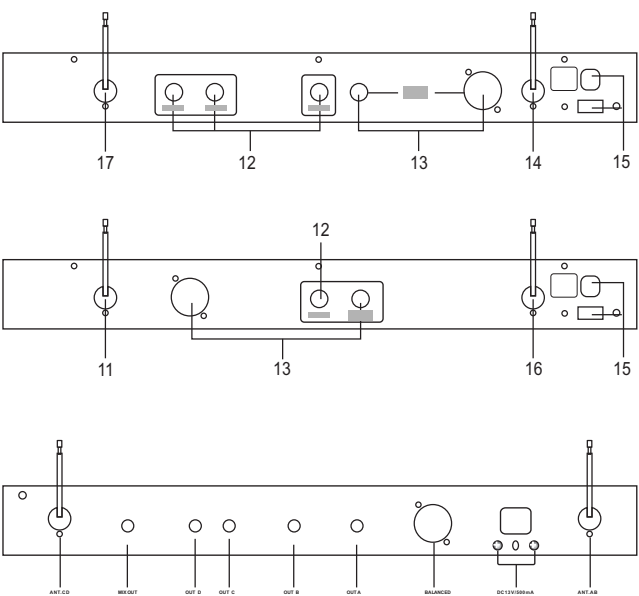 17 12 13 14 15
12
11 13 16 15
ANT.CD MIXOUT OUT D OUT C OUT B OUTA BALANCED DC12V/500mA ANT.AB